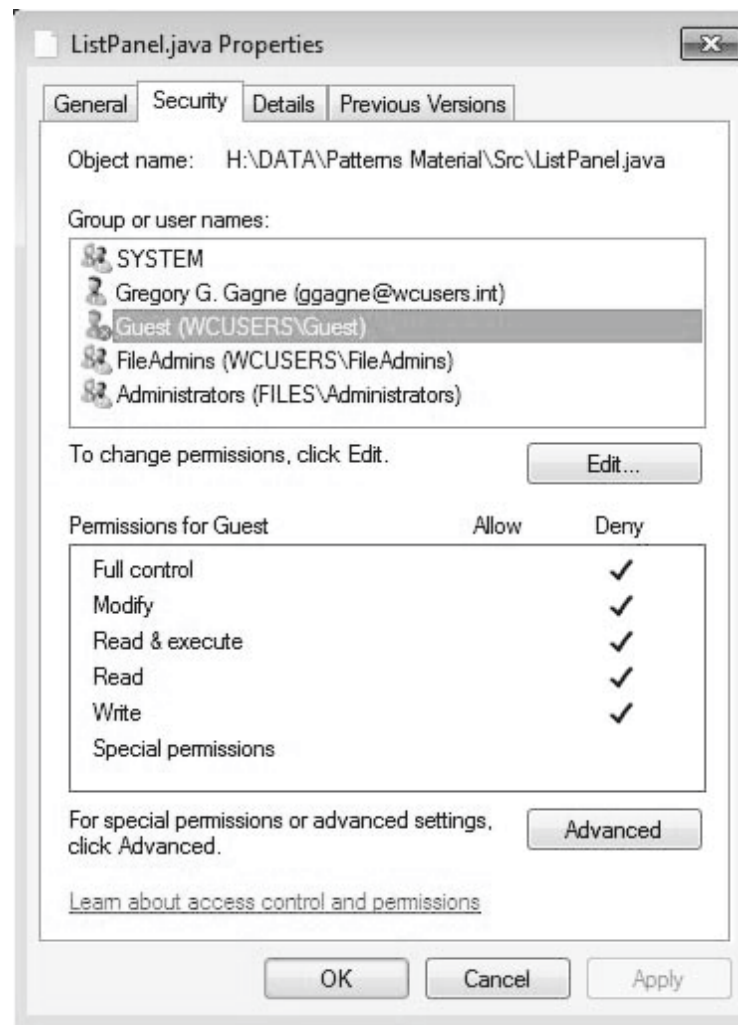 ListPanel.java Properties
General Security Details Previous Versions
Object name: H:\DATA\Patterns Material\Src\ListPanel.java
Group or user names:
SYSTEM
Gregory G. Gagne (ggagne@wcusers.int)
Guest (WCUSERS\Guest)
FileAdmins (WCUSERS\FileAdmins)
Administrators (FILES\Administrators)
To change permissions, click Edit. Edit...
Permissions for Guest Allow Deny
Full control
Modify
Read & execute
Read
Write
Special permissions
For special permissions or advanced settings,
click Advanced. Advanced
Learn about access control and permissions
OK Cancel Apply